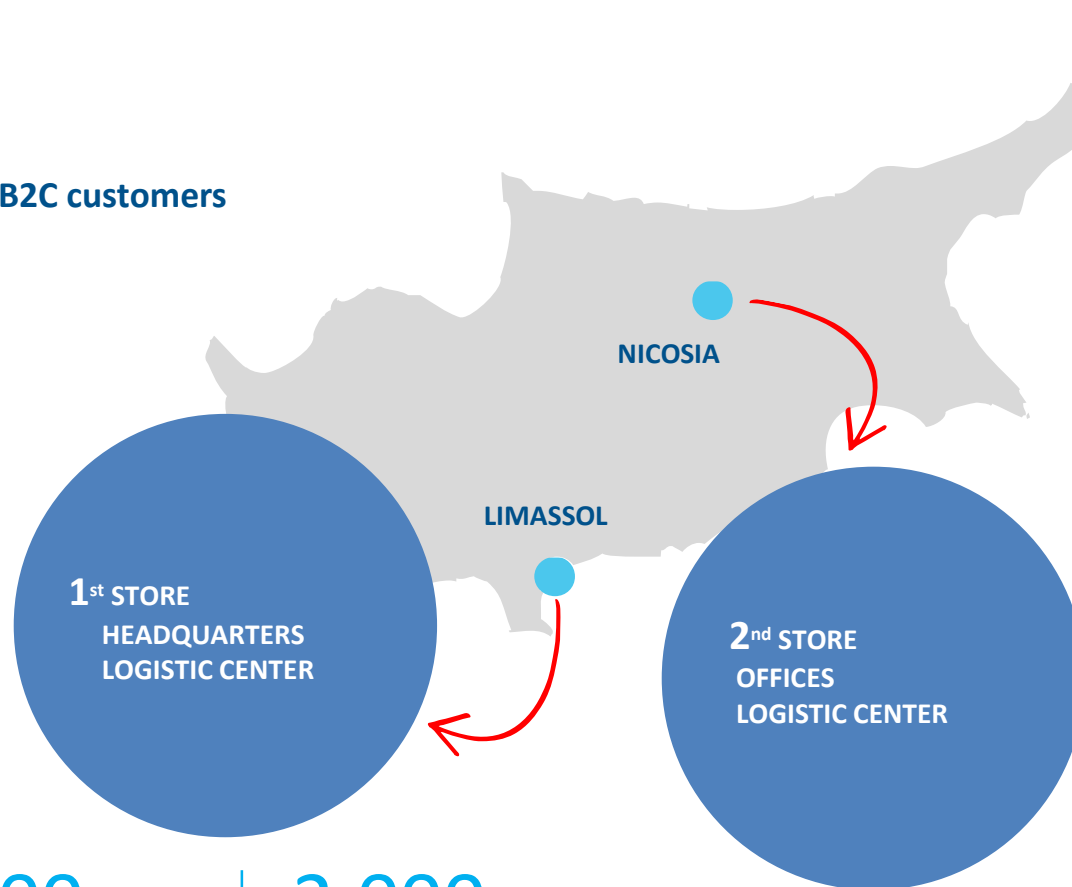 B2C customers
NICOSIA
LIMASSOL
1st STORE
HEADQUARTERS
LOGISTIC CENTER
2nd STORE
OFFICES
LOGISTIC CENTER